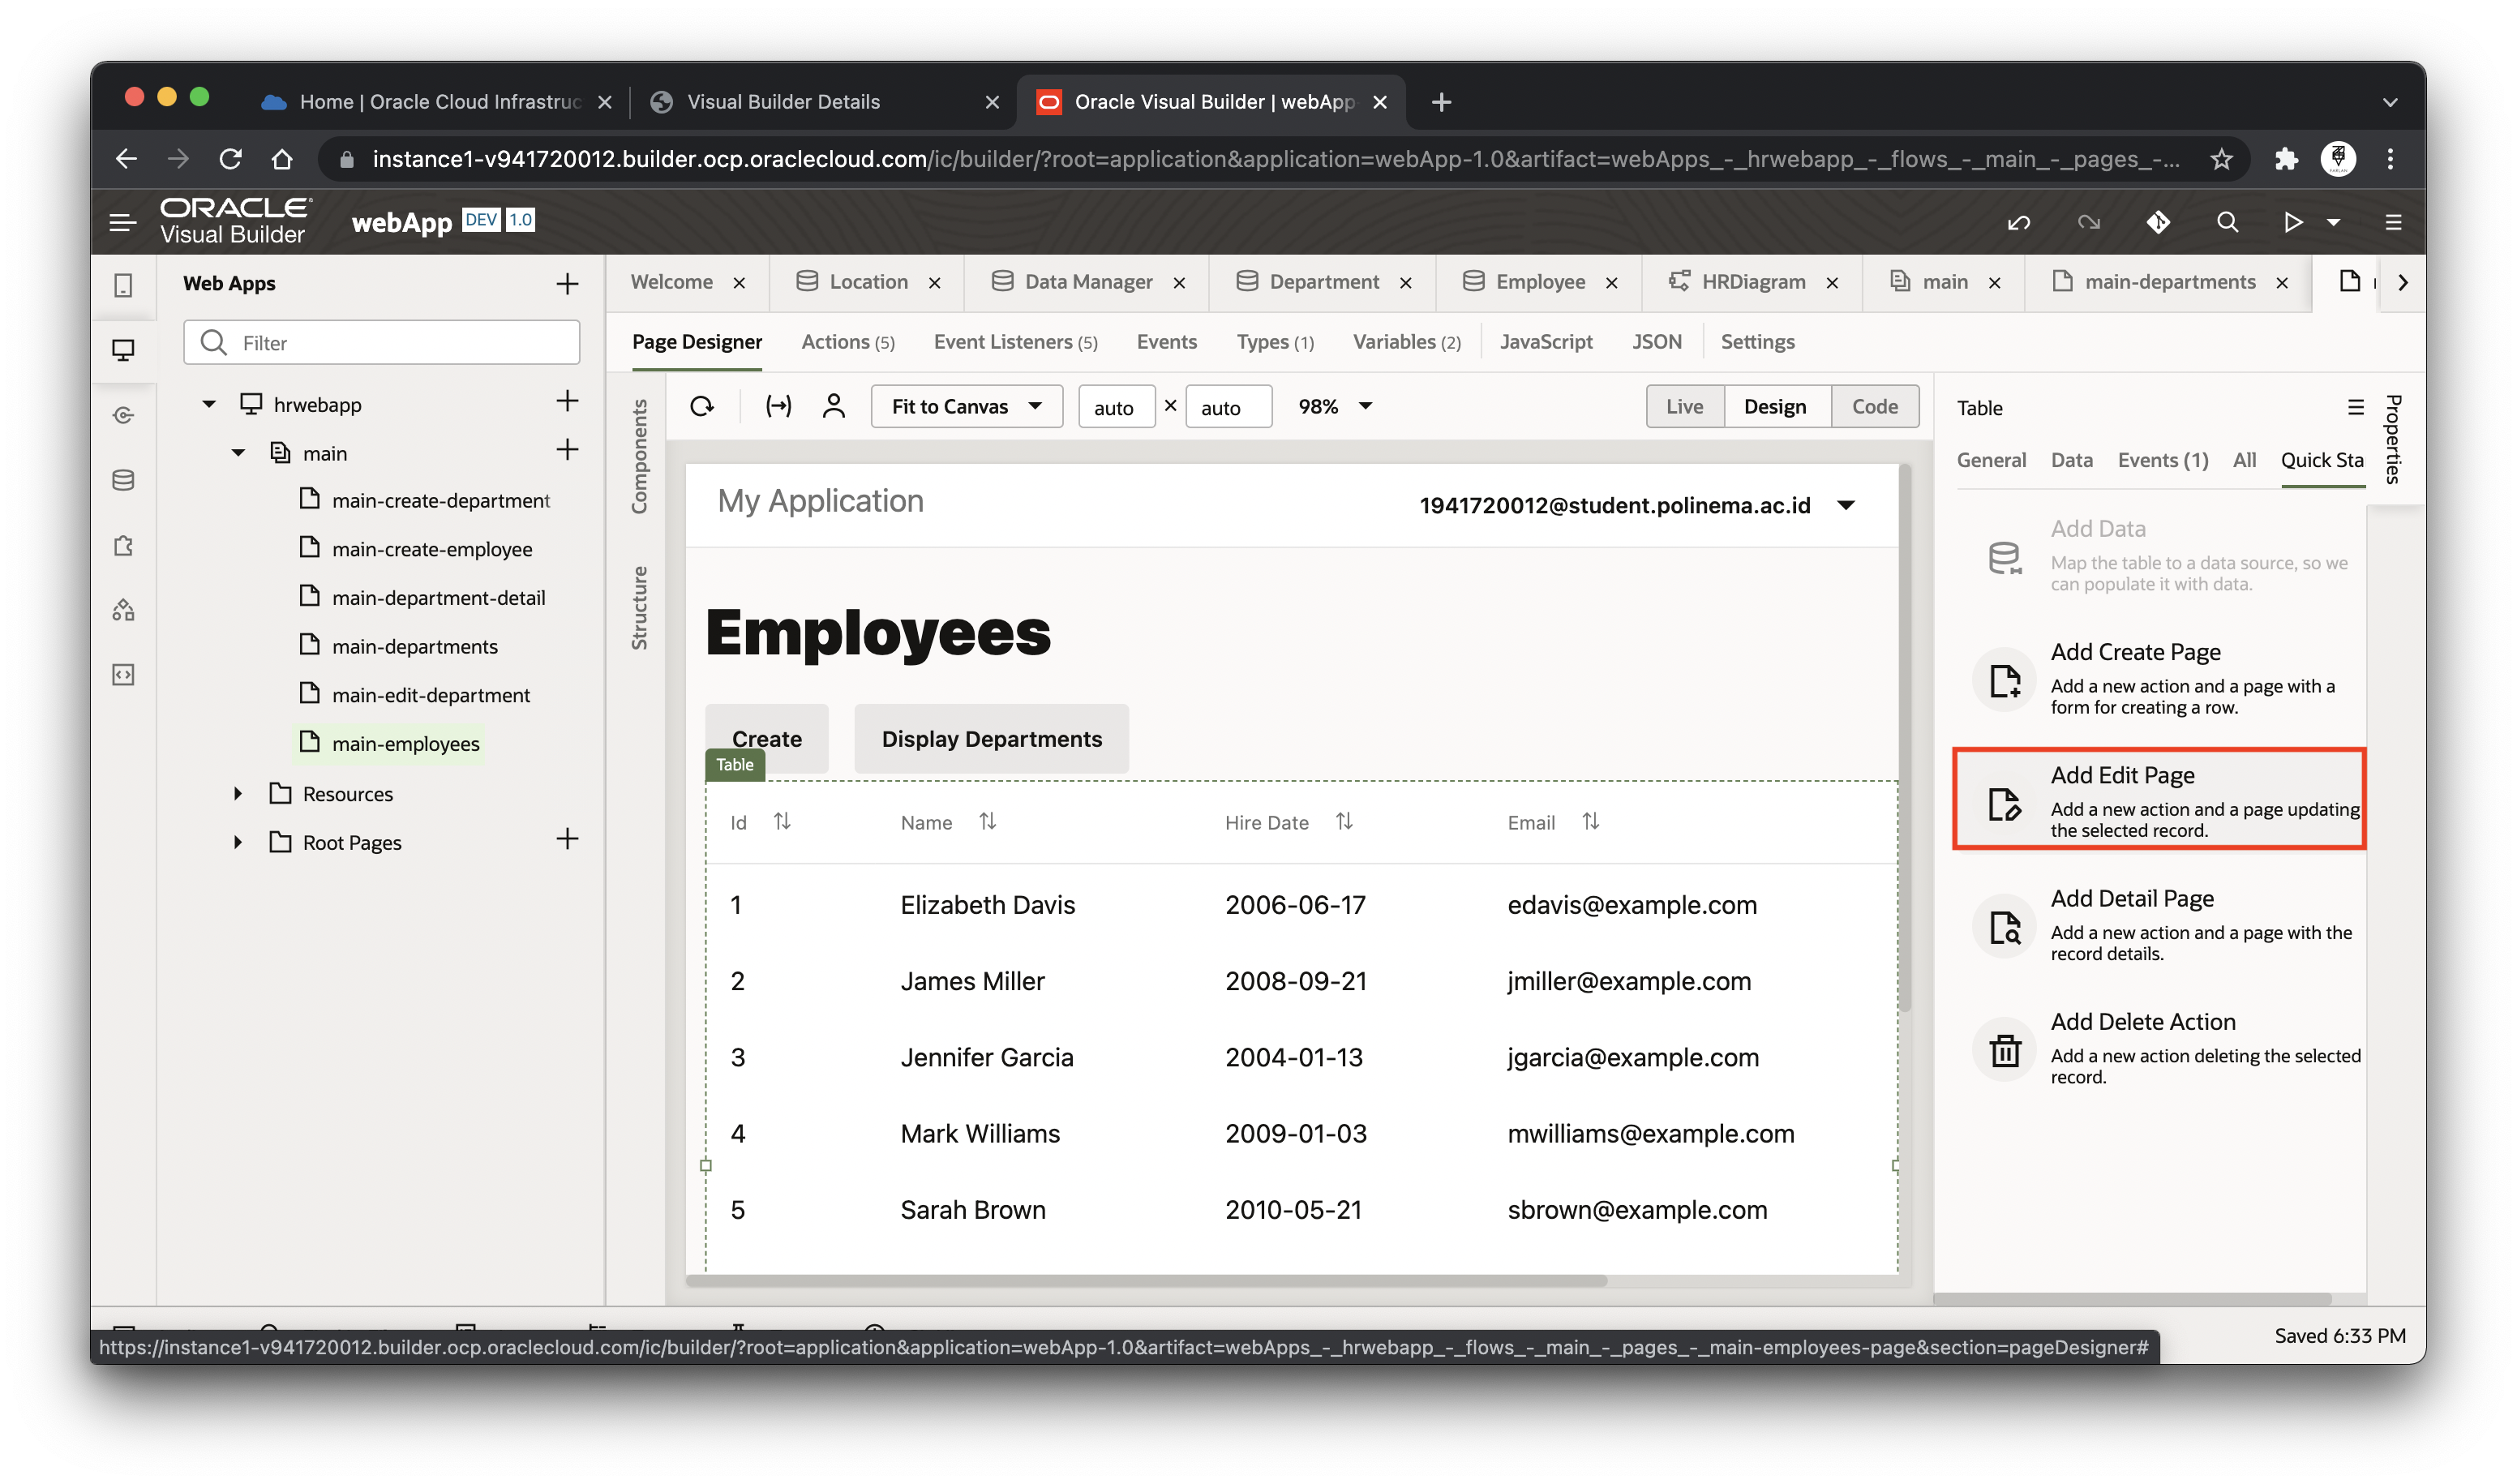 Home | Oracle Cloud Infrastruc
Visual Builder Details
Oracle Visual Builder | webApp-
instance1-v941720012.builder.ocp.oraclecloud.com/ic/builder/?root=application&application=webApp-1.0&artifact=webApps_-_hrwebapp_-_flows_-_main_-_pages_-...
ORACLE
Visual Builder
webApp DEV 1.0
Web Apps
Filter
hrwebapp
main
main-create-department
main-create-employee
main-department-detail
main-departments
main-edit-department
main-employees
Resources
Root Pages
Welcome
Location
Data Manager
Department
Employee
HRDiagram
main
main-departments
Page Designer
Actions (5)
Event Listeners (5)
Events
Types (1)
Variables (2)
JavaScript
JSON
Settings
Components
Structure
Fit to Canvas
auto × auto
98%
Live
Design
Code
My Application
1941720012@student.polinema.ac.id
Employees
Create
Display Departments
Table
Id Name Hire Date Email
1 Elizabeth Davis 2006-06-17 edavis@example.com
2 James Miller 2008-09-21 jmiller@example.com
3 Jennifer Garcia 2004-01-13 jgarcia@example.com
4 Mark Williams 2009-01-03 mwilliams@example.com
5 Sarah Brown 2010-05-21 sbrown@example.com
Table
Properties
General Data Events (1) All Quick Sta
Add Data
Map the table to a data source, so we
can populate it with data.
Add Create Page
Add a new action and a page with a
form for creating a row.
Add Edit Page
Add a new action and a page updating
the selected record.
Add Detail Page
Add a new action and a page with the
record details.
Add Delete Action
Add a new action deleting the selected
record.
https://instance1-v941720012.builder.ocp.oraclecloud.com/ic/builder/?root=application&application=webApp-1.0&artifact=webApps_-_hrwebapp_-_flows_-_main_-_pages_-_main-employees-page&section=pageDesigner#
Saved 6:33 PM